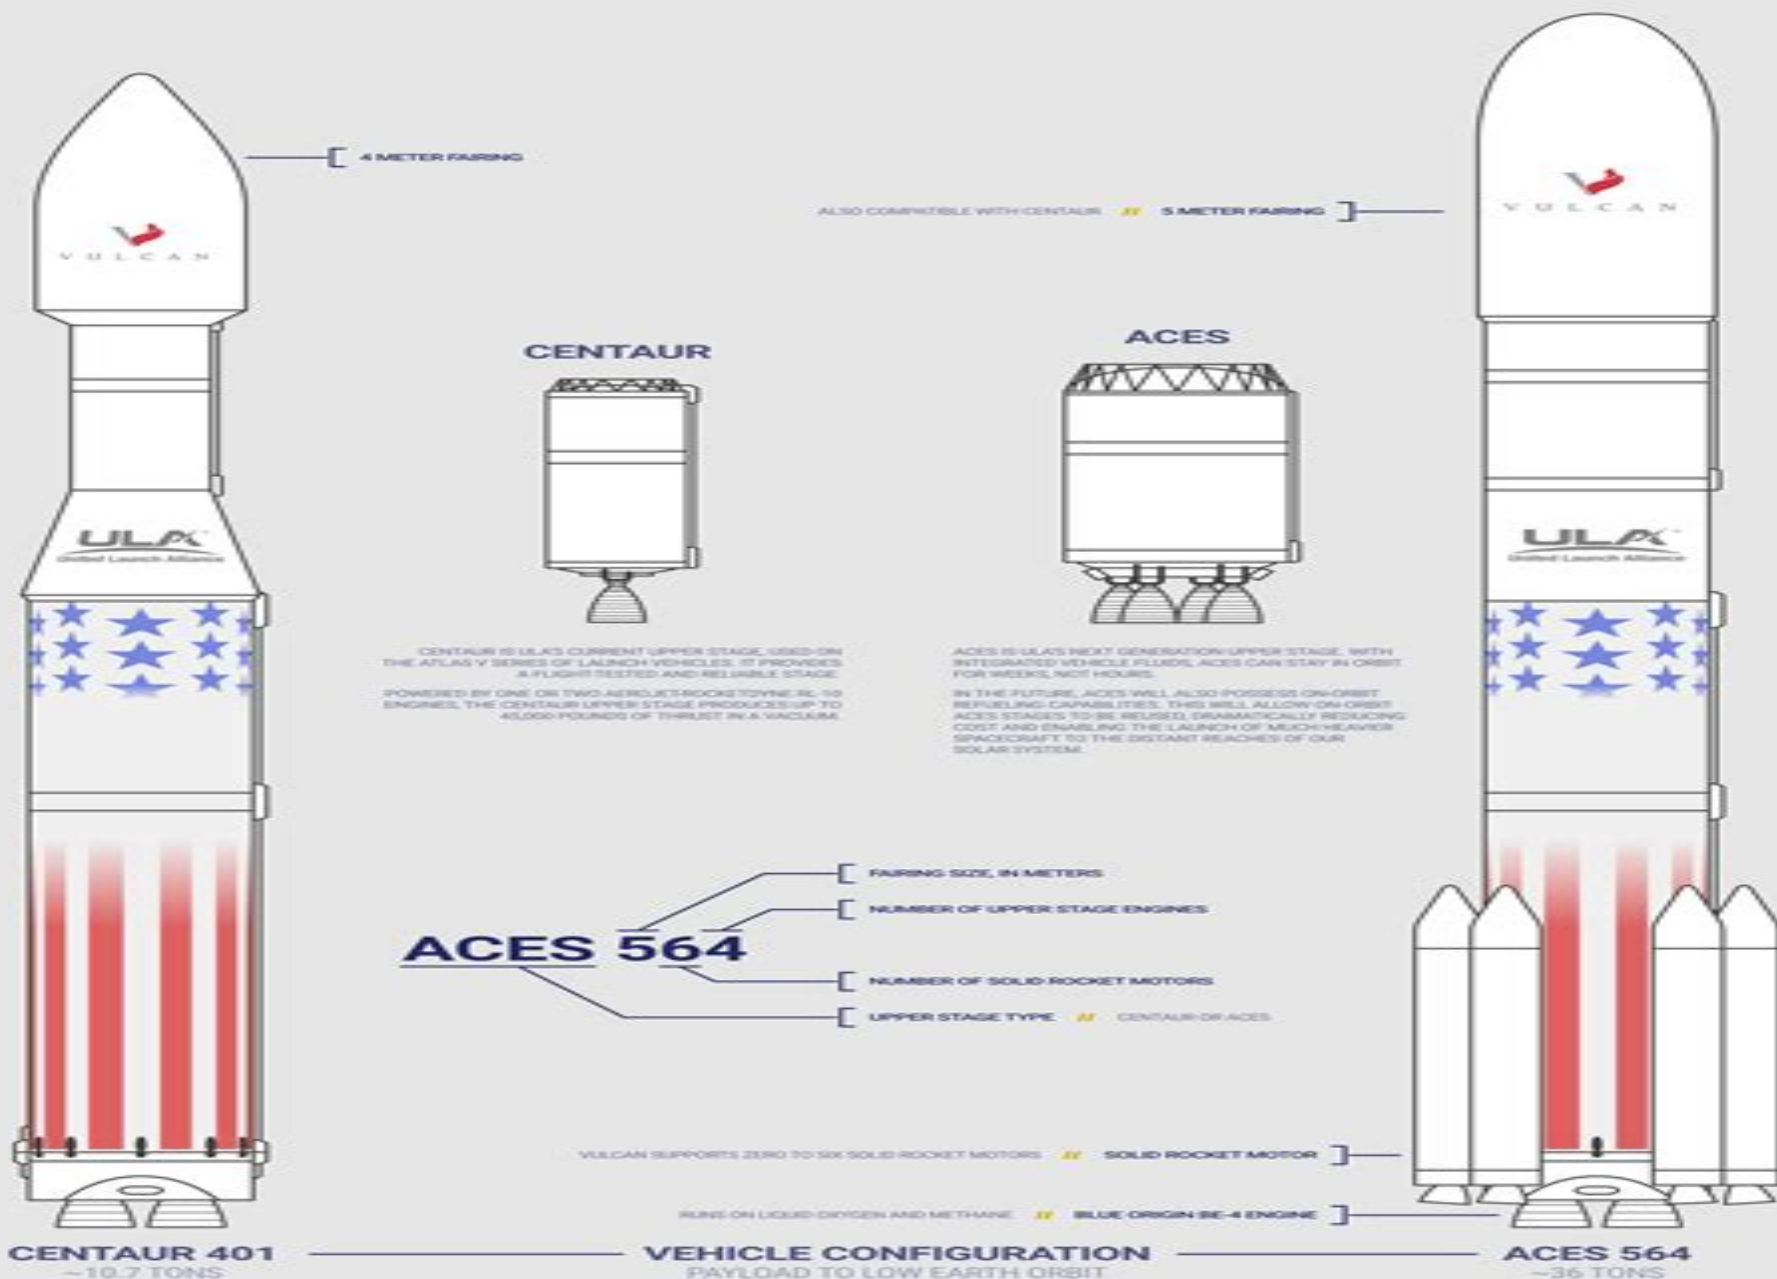 4 METER FAIRING
VULCAN
ALSO COMPATIBLE WITH CENTAUR // 5 METER FAIRING
VULCAN
CENTAUR
ACES
ULA
United Launch Alliance
ULA
United Launch Alliance
CENTAUR IS ULA'S CURRENT UPPER STAGE, USED ON
THE ATLAS V SERIES OF LAUNCH VEHICLES. IT PROVIDES
A FLIGHT-TESTED AND RELIABLE STAGE.
POWERED BY ONE OR TWO AEROJET-ROCKETDYNE RL-10
ENGINES, THE CENTAUR UPPER STAGE PRODUCES UP TO
45,000 POUNDS OF THRUST IN A VACUUM.
ACES IS ULA'S NEXT GENERATION UPPER STAGE. WITH
INTEGRATED VEHICLE FLUIDS, ACES CAN STAY IN ORBIT
FOR WEEKS, NOT HOURS.
IN THE FUTURE, ACES WILL ALSO POSSESS ON-ORBIT
REFUELING CAPABILITIES. THIS WILL ALLOW ON-ORBIT
ACES STAGES TO BE REUSED, DRAMATICALLY REDUCING
COST AND ENABLING THE LAUNCH OF MUCH HEAVIER
SPACECRAFT TO THE DISTANT REACHES OF OUR
SOLAR SYSTEM.
FAIRING SIZE, IN METERS
NUMBER OF UPPER STAGE ENGINES
ACES 564
NUMBER OF SOLID ROCKET MOTORS
UPPER STAGE TYPE // CENTAUR OR ACES
VULCAN SUPPORTS ZERO TO SIX SOLID ROCKET MOTORS // SOLID ROCKET MOTOR
RUNS ON LIQUID OXYGEN AND METHANE // BLUE ORIGIN BE-4 ENGINE
CENTAUR 401
~10.7 TONS
VEHICLE CONFIGURATION
PAYLOAD TO LOW EARTH ORBIT
ACES 564
~36 TONS